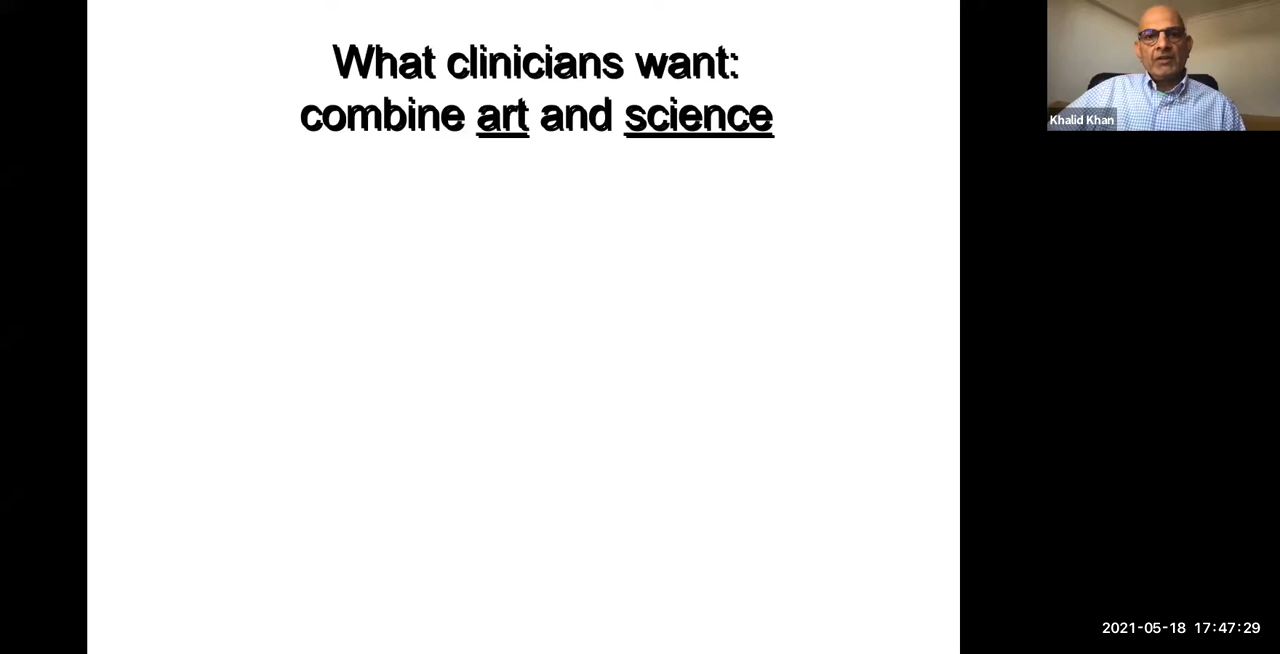 What clinicians want:
combine art and science
Khalid Khan
2021-05-18 17:47:29